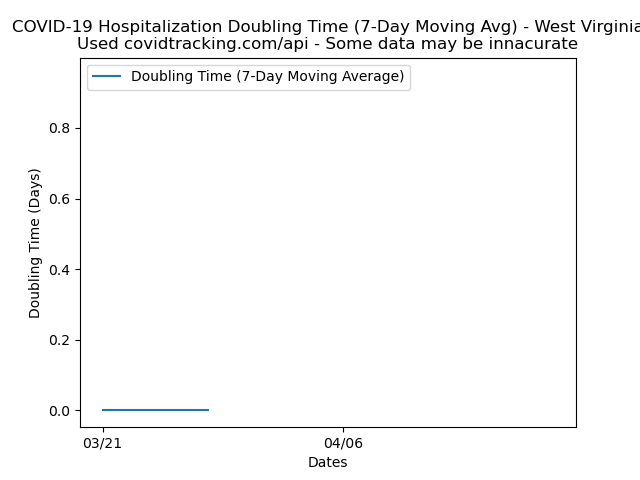 COVID-19 Hospitalization Doubling Time (7-Day Moving Avg) - West Virginia
Used covidtracking.com/api - Some data may be innacurate
Doubling Time (7-Day Moving Average)
Doubling Time (Days)
0.8
0.6
0.4
0.2
0.0
03/21 04/06
Dates